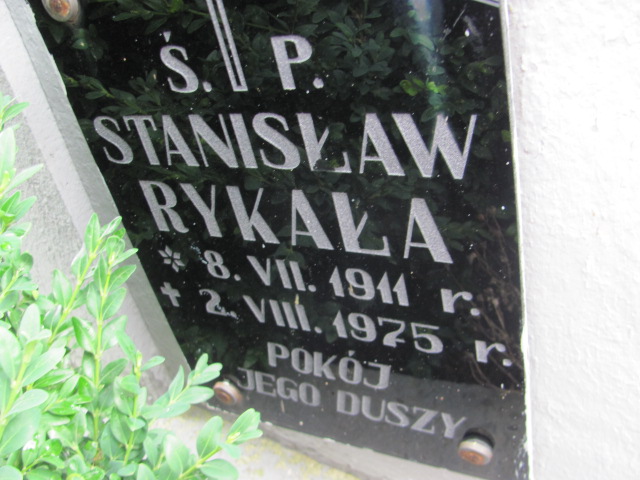 Ś. P.
STANISŁAW
RYKAŁA
* 8. VII. 1911 r.
✝ 2. VIII. 1975 r.
POKÓJ
JEGO DUSZY